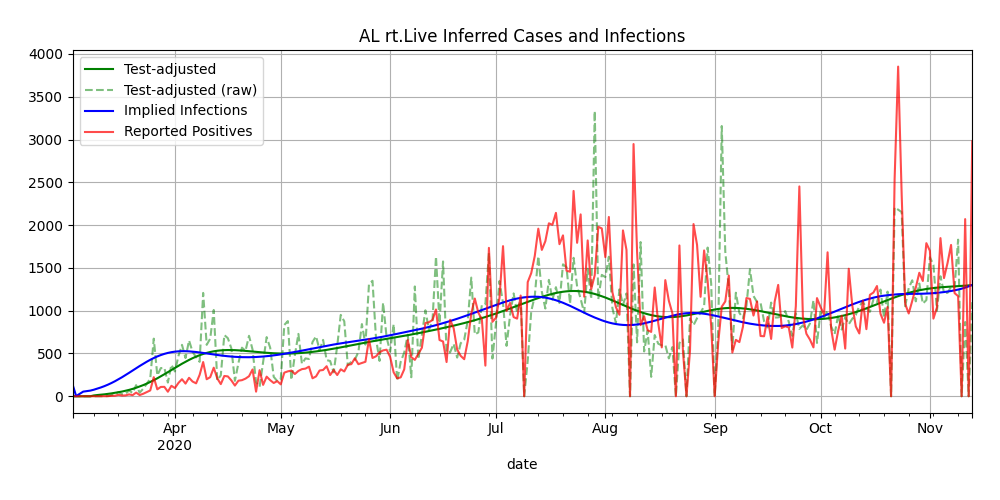 AL rt.Live Inferred Cases and Infections
4000
3500
3000
2500
2000
1500
1000
500
0
Test-adjusted
Test-adjusted (raw)
Implied Infections
Reported Positives
Apr May Jun Jul Aug Sep Oct Nov
2020
date